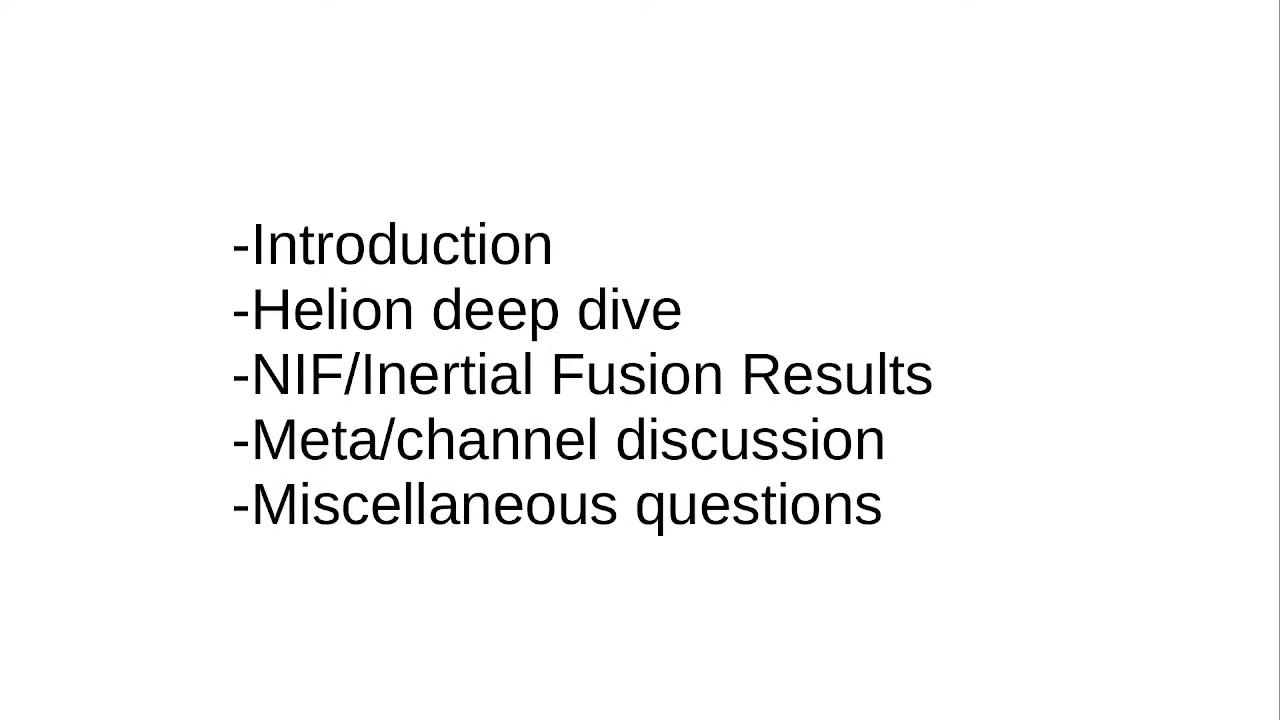 -Introduction
-Helion deep dive
-NIF/Inertial Fusion Results
-Meta/channel discussion
-Miscellaneous questions